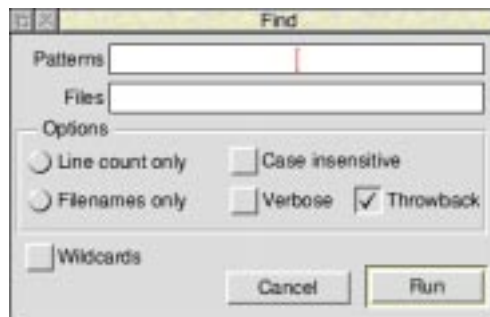 Find
Patterns
Files
Options
Line count only
Case insensitive
Filenames only
Verbose
Throwback
Wildcards
Cancel
Run